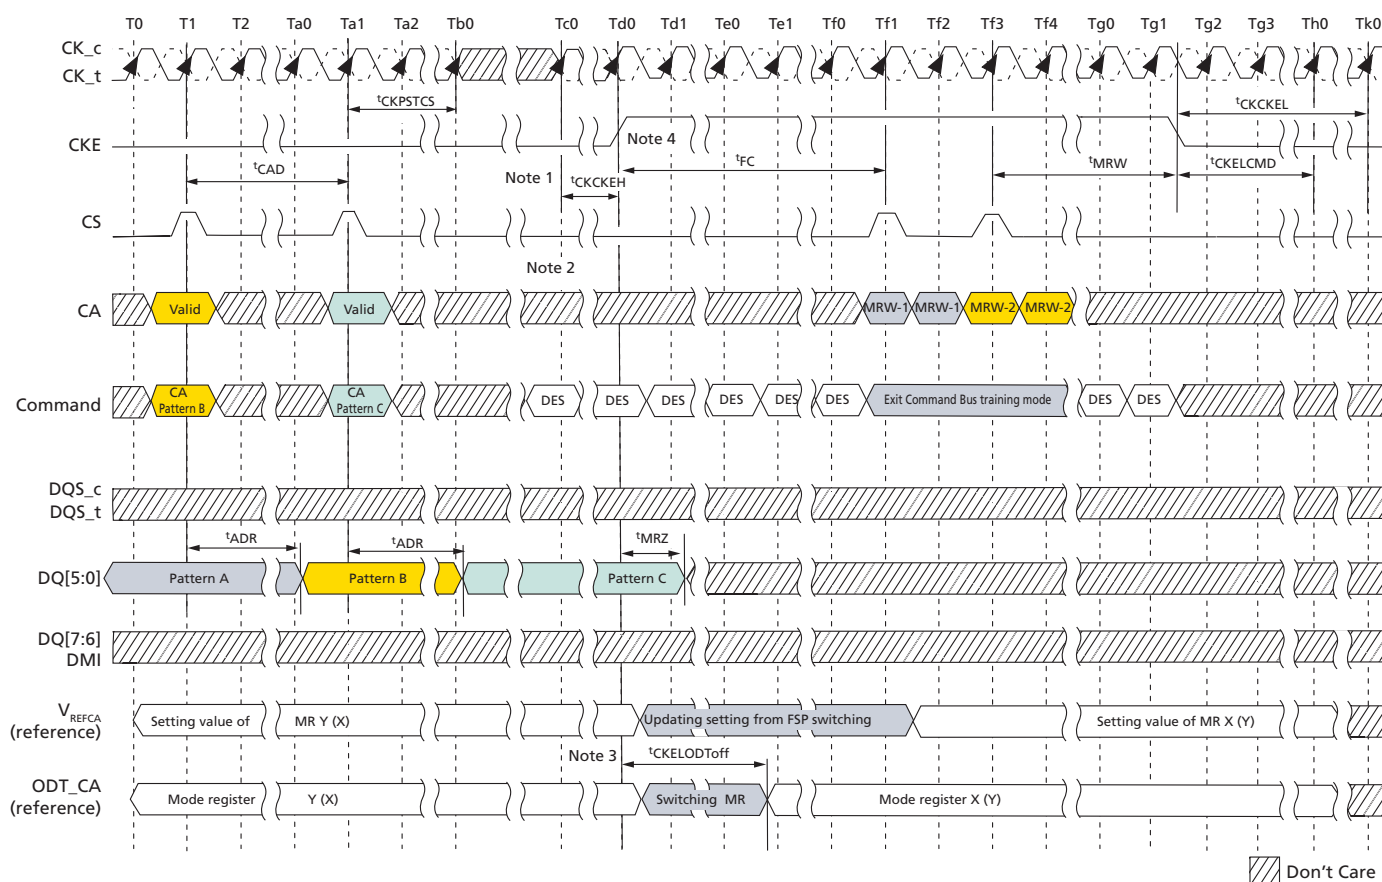 T0 T1 T2 Ta0 Ta1 Ta2 Tb0 Tc0 Td0 Td1 Te0 Te1 Tf0 Tf1 Tf2 Tf3 Tf4 Tg0 Tg1 Tg2 Tg3 Th0 Tk0
CK_c
CK_t
tCKPSTCS
tCKCKEL
CKE
Note 4
tCAD
Note 1
tCKCKEH
tFC
tMRW
tCKELCMD
CS
Note 2
CA
Valid
Valid
MRW-1
MRW-1
MRW-2
MRW-2
Command
CA
Pattern B
CA
Pattern C
DES
DES
DES
DES
DES
DES
Exit Command Bus training mode
DES
DES
DQS_c
DQS_t
tADR
tADR
tMRZ
DQ[5:0]
Pattern A
Pattern B
Pattern C
DQ[7:6]
DMI
VREFCA
(reference)
Setting value of MR Y (X)
Updating setting from FSP switching
Setting value of MR X (Y)
Note 3
tCKELODToff
ODT_CA
(reference)
Mode register Y (X)
Switching MR
Mode register X (Y)
Don't Care